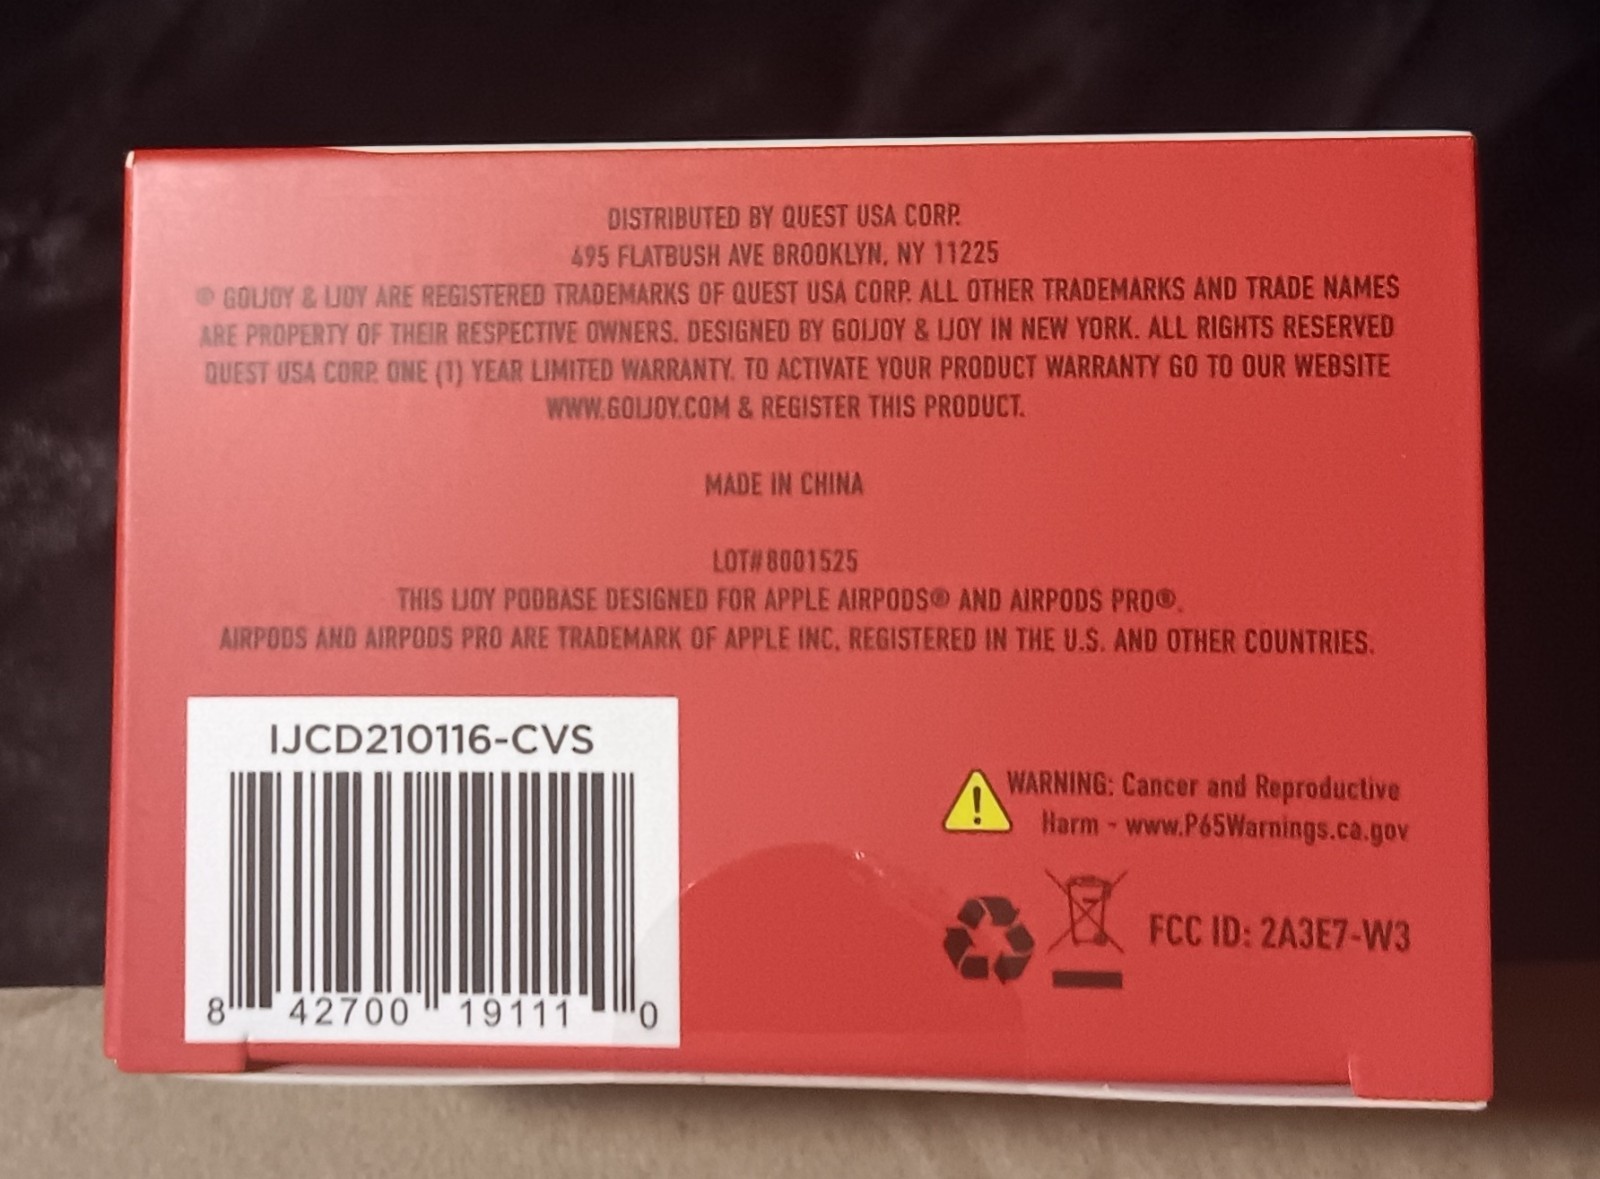 DISTRIBUTED BY QUEST USA CORP.
495 FLATBUSH AVE BROOKLYN, NY 11225
® GOIJOY & IJOY ARE REGISTERED TRADEMARKS OF QUEST USA CORP. ALL OTHER TRADEMARKS AND TRADE NAMES
ARE PROPERTY OF THEIR RESPECTIVE OWNERS. DESIGNED BY GOIJOY & IJOY IN NEW YORK. ALL RIGHTS RESERVED
QUEST USA CORP. ONE (1) YEAR LIMITED WARRANTY. TO ACTIVATE YOUR PRODUCT WARRANTY GO TO OUR WEBSITE
WWW.GOIJOY.COM & REGISTER THIS PRODUCT.
MADE IN CHINA
LOT#8001525
THIS IJOY PODBASE DESIGNED FOR APPLE AIRPODS® AND AIRPODS PRO®.
AIRPODS AND AIRPODS PRO ARE TRADEMARK OF APPLE INC, REGISTERED IN THE U.S. AND OTHER COUNTRIES.
IJCD210116-CVS
8 42700 19111 0
WARNING: Cancer and Reproductive
Harm - www.P65Warnings.ca.gov
FCC ID: 2A3E7-W3